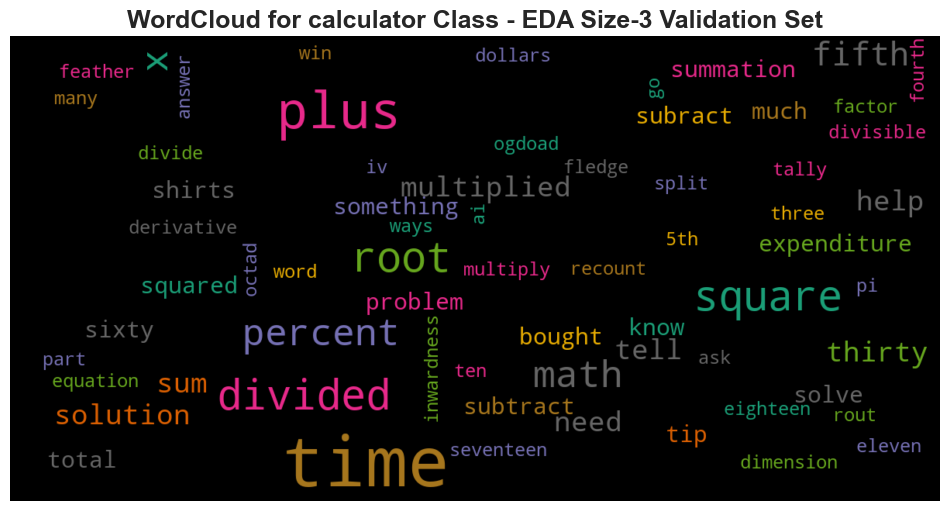 WordCloud for calculator Class - EDA Size-3 Validation Set
feather
x
answer
win
dollars
go
summation
fifth
fourth
many
plus
subract
much
factor
divisible
divide
ogdoad
iv
fledge
shirts
multiplied
split
tally
help
something
ai
ways
three
derivative
5th
expenditure
octad
word
root
multiply
recount
squared
problem
square
pi
sixty
percent
inwardness
bought
know
tell
ask
thirty
part
equation
sum
divided
ten
math
solve
solution
subtract
need
eighteen
rout
tip
total
time
seventeen
eleven
dimension